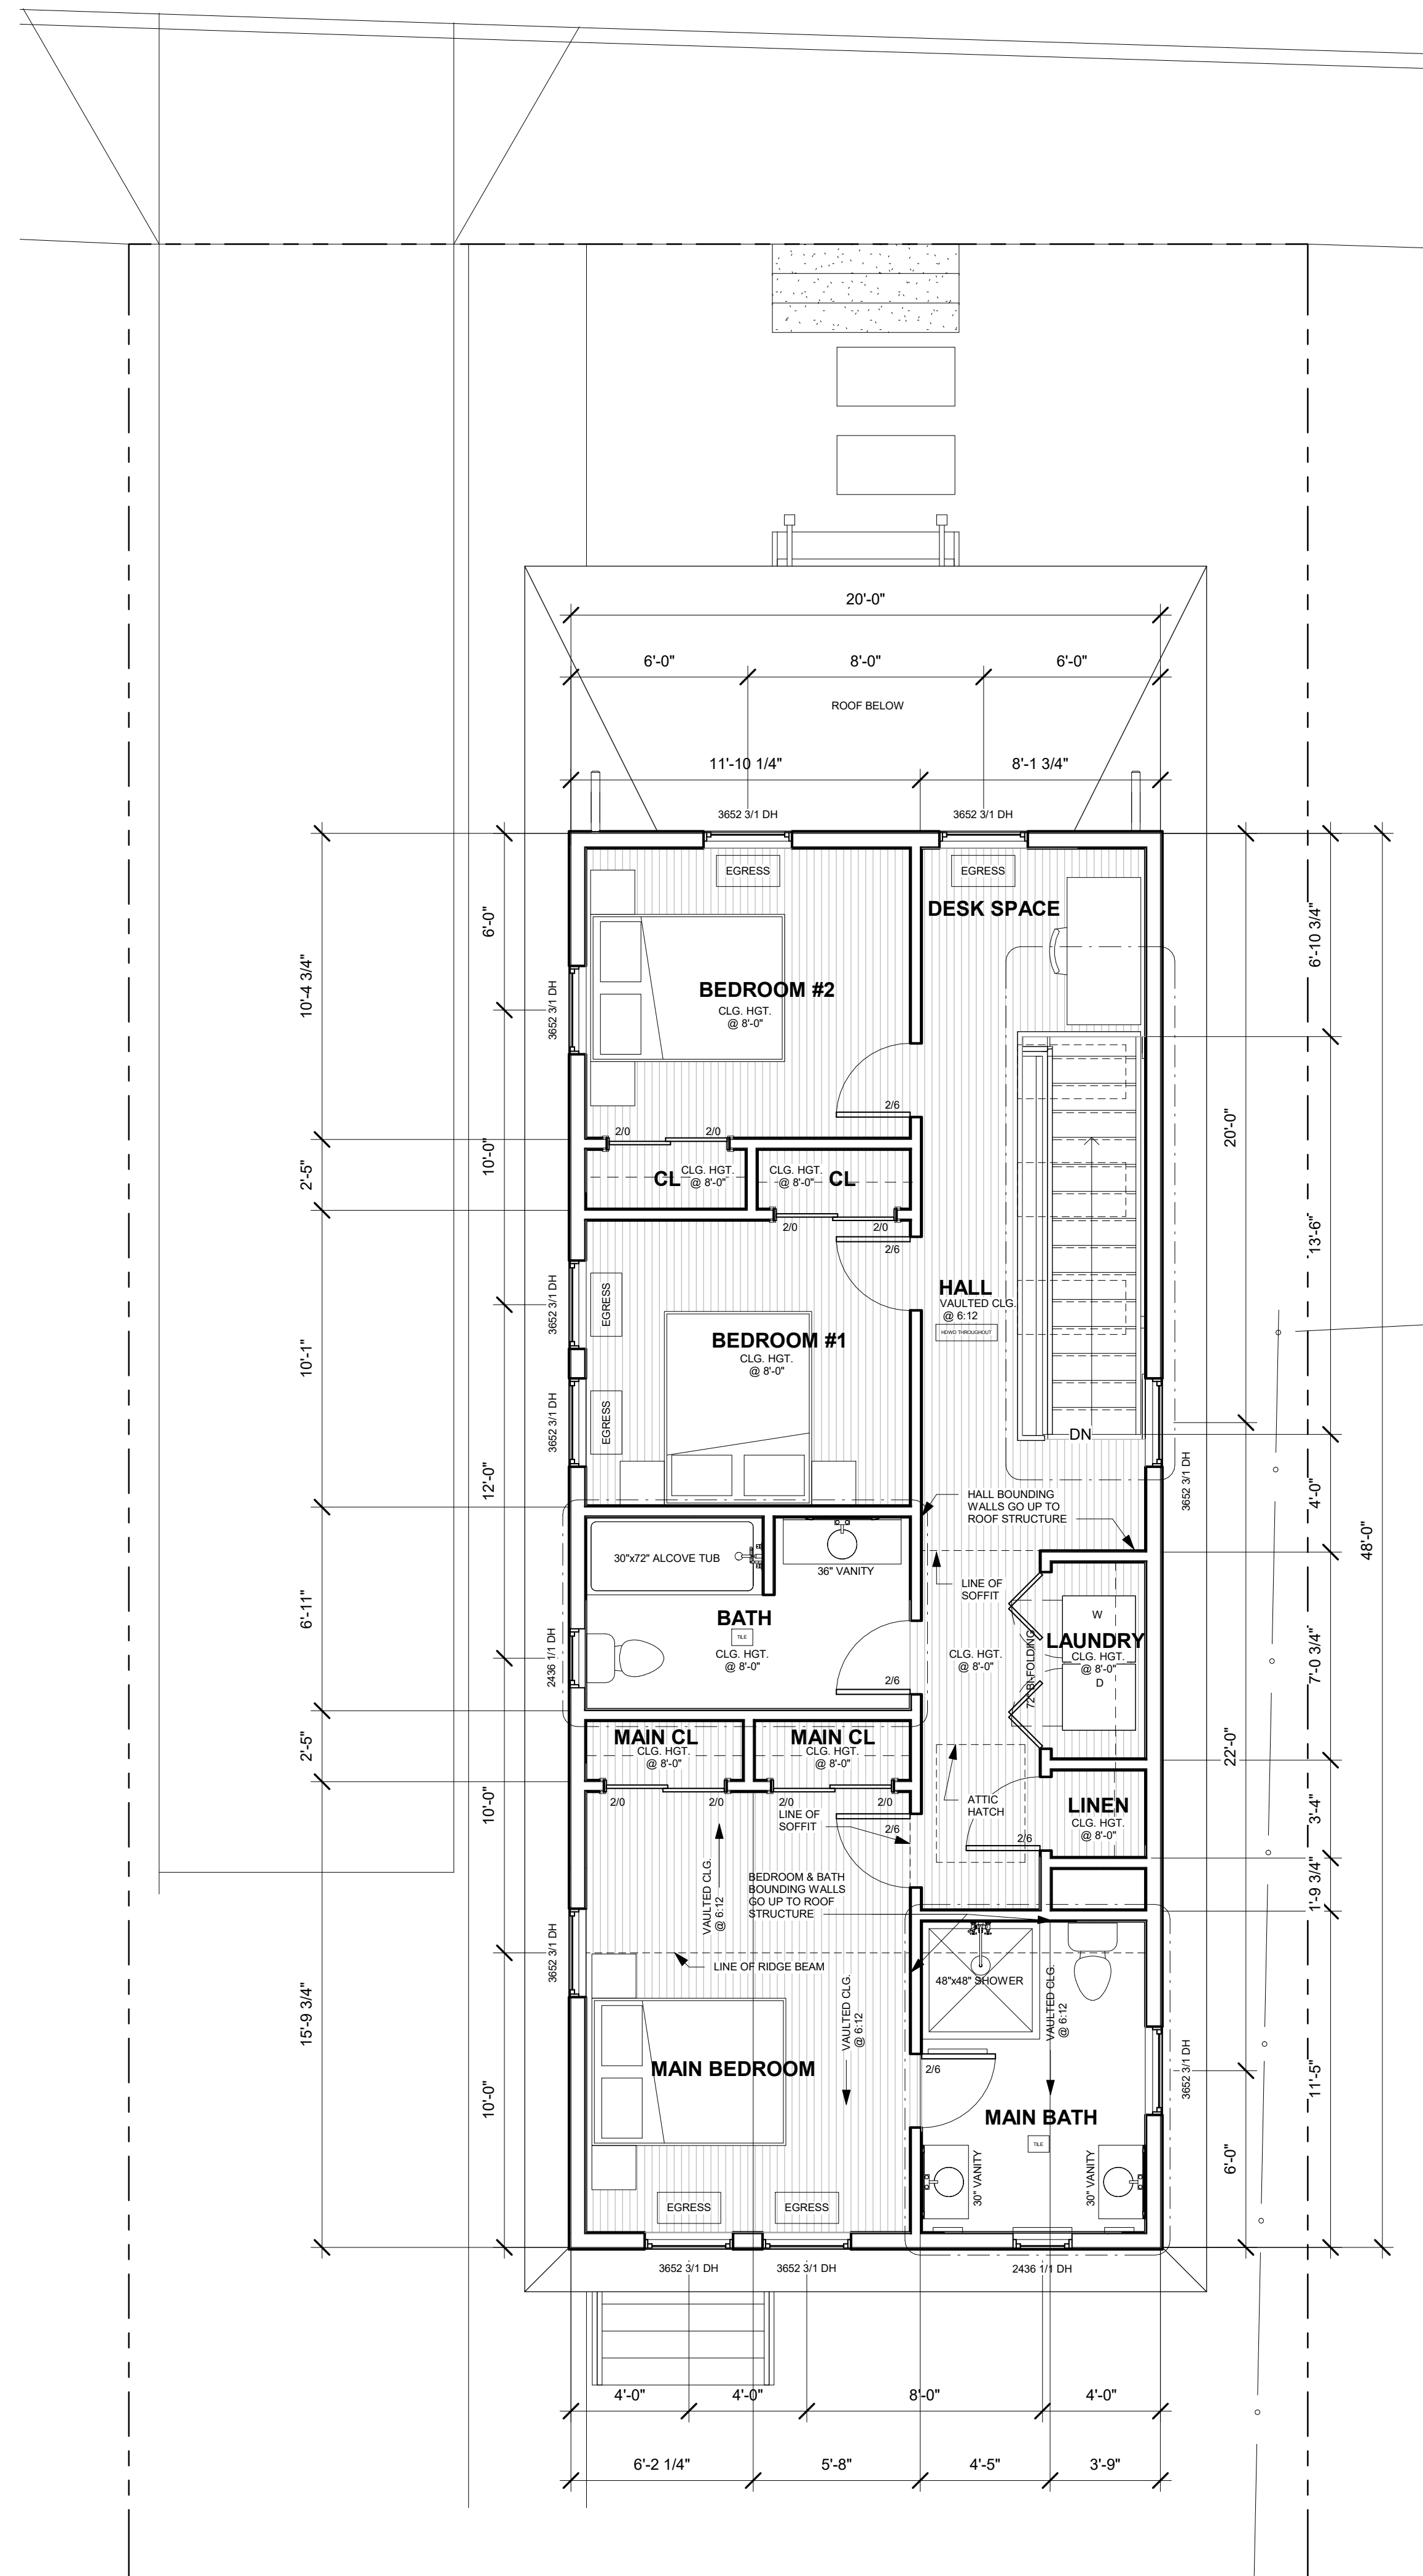 20'-0"
6'-0"
8'-0"
6'-0"
ROOF BELOW
11'-10 1/4"
8'-1 3/4"
3652 3/1 DH
3652 3/1 DH
EGRESS
EGRESS
DESK SPACE
6'-0"
6'-10 3/4"
10'-4 3/4"
3652 3/1 DH
BEDROOM #2
CLG. HGT.
@ 8'-0"
2/6
2/0
2/0
20'-0"
10'-0"
2'-5"
CL
CLG. HGT.
@ 8'-0"
CLG. HGT.
@ 8'-0"
CL
2/0
2/0
2/6
13'-6"
HALL
VAULTED CLG.
@ 6:12
HDWD THROUGHOUT
3652 3/1 DH
EGRESS
BEDROOM #1
CLG. HGT.
@ 8'-0"
10'-1"
3652 3/1 DH
EGRESS
DN
3652 3/1 DH
12'-0"
4'-0"
48'-0"
HALL BOUNDING
WALLS GO UP TO
ROOF STRUCTURE
30"x72" ALCOVE TUB
36" VANITY
LINE OF
SOFFIT
6'-11"
BATH
TILE
CLG. HGT.
@ 8'-0"
2436 1/1 DH
2/6
CLG. HGT.
@ 8'-0"
72" BI-FOLDING
W
LAUNDRY
CLG. HGT.
@ 8'-0"
D
7'-0 3/4"
22'-0"
2'-5"
MAIN CL
CLG. HGT.
@ 8'-0"
MAIN CL
CLG. HGT.
@ 8'-0"
2/0
2/0
2/0
2/0
LINE OF
SOFFIT
2/6
ATTIC
HATCH
LINEN
CLG. HGT.
@ 8'-0"
2/6
3'-4"
10'-0"
1'-9 3/4"
VAULTED CLG.
@ 6:12
BEDROOM & BATH
BOUNDING WALLS
GO UP TO ROOF
STRUCTURE
3652 3/1 DH
LINE OF RIDGE BEAM
48"x48" SHOWER
VAULTED CLG.
@ 6:12
VAULTED CLG.
@ 6:12
15'-9 3/4"
MAIN BEDROOM
2/6
3652 3/1 DH
11'-5"
10'-0"
MAIN BATH
TILE
6'-0"
30" VANITY
30" VANITY
EGRESS
EGRESS
3652 3/1 DH
3652 3/1 DH
2436 1/1 DH
4'-0"
4'-0"
8'-0"
4'-0"
6'-2 1/4"
5'-8"
4'-5"
3'-9"